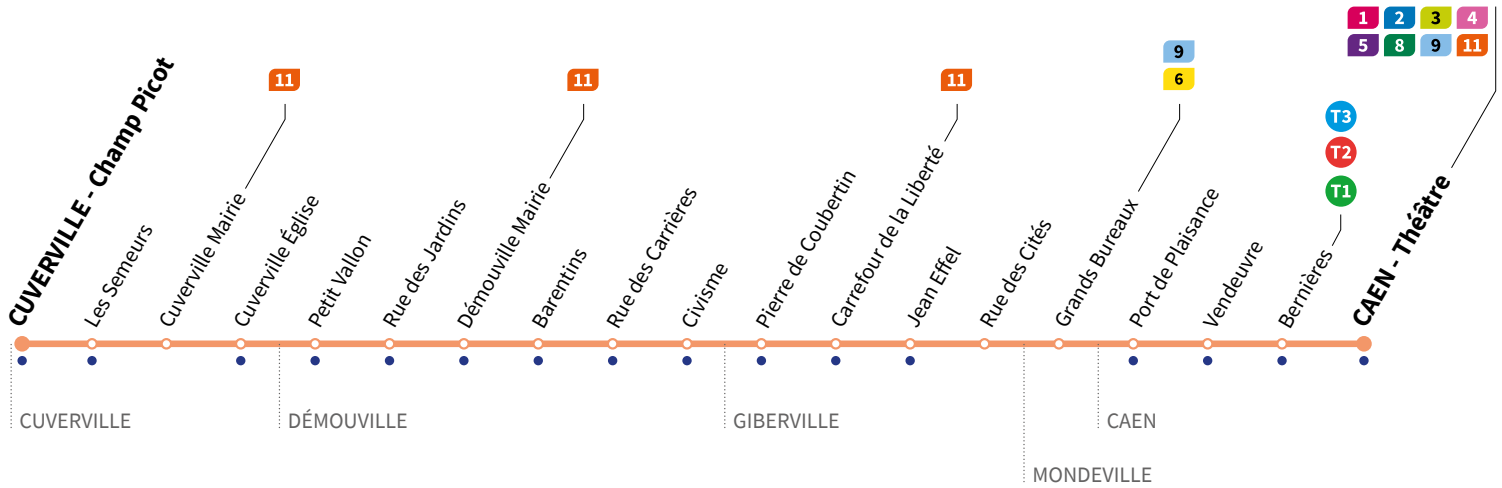 1 2 3 4
5 8 9 11
9
6
11
11
11
T3
T2
T1
CUVERVILLE - Champ Picot
Les Semeurs
Cuverville Mairie
Cuverville Église
Petit Vallon
Rue des Jardins
Démouville Mairie
Barentins
Rue des Carrières
Civisme
Pierre de Coubertin
Carrefour de la Liberté
Jean Effel
Rue des Cités
Grands Bureaux
Port de Plaisance
Vendeuvre
Bernières
CAEN - Théâtre
CUVERVILLE
DÉMOUVILLE
GIBERVILLE
CAEN
MONDEVILLE